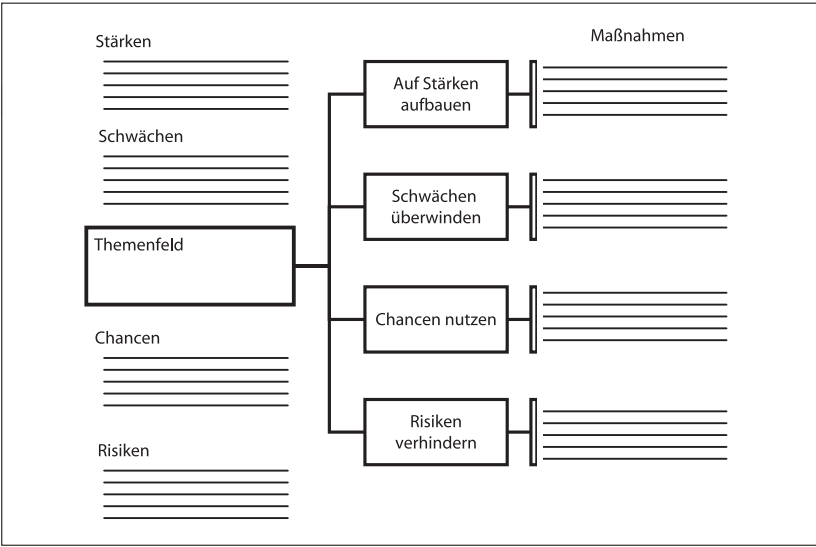 Stärken
Schwächen
Themenfeld
Chancen
Risiken
Auf Stärken
aufbauen
Schwächen
überwinden
Chancen nutzen
Risiken
verhindern
Maßnahmen